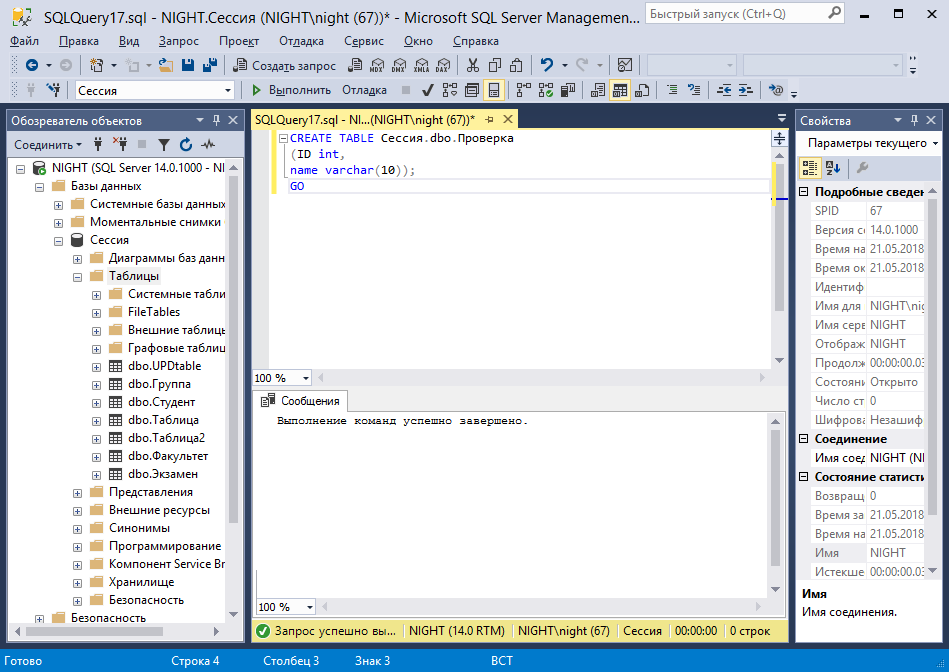 SQLQuery17.sql - NIGHT.Сессия (NIGHT\night (67))* - Microsoft SQL Server Managemen...
Быстрый запуск (Ctrl+Q)
Файл Правка Вид Запрос Проект Отладка Сервис Окно Справка
Создать запрос MDX DMX XMLA DAX
Сессия Выполнить Отладка
Обозреватель объектов
Соединить
NIGHT (SQL Server 14.0.1000 - NI
Базы данных
Системные базы данных
Моментальные снимки
Сессия
Диаграммы баз данн
Таблицы
Системные табли
FileTables
Внешние таблицы
Графовые таблиц
dbo.UPDtable
dbo.Группа
dbo.Студент
dbo.Таблица
dbo.Таблица2
dbo.Факультет
dbo.Экзамен
Представления
Внешние ресурсы
Синонимы
Программирование
Компонент Service Br
Хранилище
Безопасность
Безопасность
SQLQuery17.sql - NI...(NIGHT\night (67))*
CREATE TABLE Сессия.dbo.Проверка
(ID int,
name varchar(10));
GO
100 %
Сообщения
Выполнение команд успешно завершено.
100 %
Запрос успешно вы... NIGHT (14.0 RTM) NIGHT\night (67) Сессия 00:00:00 0 строк
Свойства
Параметры текущего
Подробные сведен
SPID 67
Версия се 14.0.1000
Время на 21.05.2018
Время ок 21.05.2018
Идентиф
Имя для NIGHT\nig
Имя серв NIGHT
Отображ NIGHT
Продолж 00:00:00.03
Состояни Открыто
Число ст 0
Шифрова Незашиф
Соединение
Имя соед NIGHT (NI
Состояние статисти
Возвращ 0
Время за 21.05.2018
Время на 21.05.2018
Имя NIGHT
Истекше 00:00:00.03
Имя
Имя соединения.
Готово Строка 4 Столбец 3 Знак 3 ВСТ